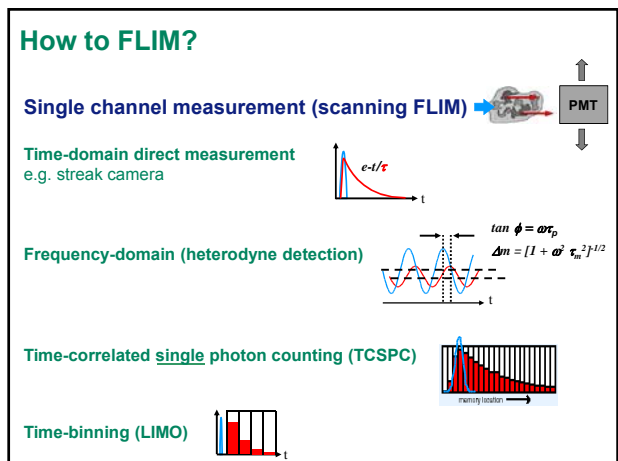 How to FLIM?
Single channel measurement (scanning FLIM)
PMT
Time-domain direct measurement
e.g. streak camera
e-t/τ
t
tan ϕ = ωτp
Δm = [1 + ω² τm²]-1/2
Frequency-domain (heterodyne detection)
t
Time-correlated single photon counting (TCSPC)
memory location
Time-binning (LIMO)
t